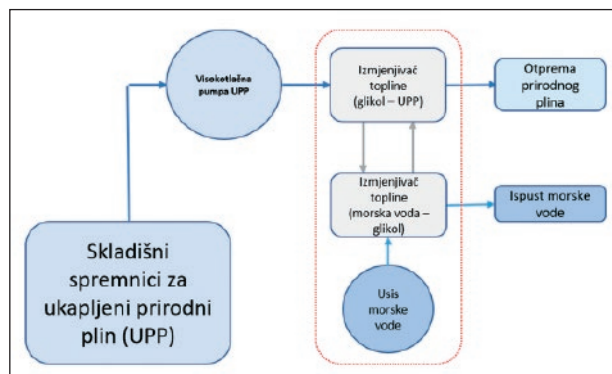 Visokotlačna
pumpa UPP
Izmjenjivač
topline
(glikol – UPP)
Otprema
prirodnog
plina
Izmjenjivač
topline
(morska voda –
glikol)
Ispust morske
vode
Skladišni
spremnici za
ukapljeni prirodni
plin (UPP)
Usis
morske
vode